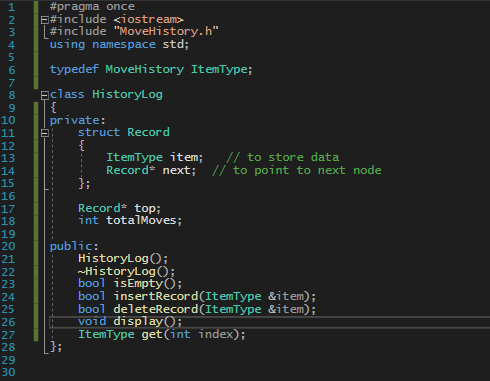 1 #pragma once
2 #include <iostream>
3 #include "MoveHistory.h"
4 using namespace std;
5
6 typedef MoveHistory ItemType;
7
8 class HistoryLog
9 {
10 private:
11     struct Record
12     {
13         ItemType item;   // to store data
14         Record* next;  // to point to next node
15     };
16
17     Record* top;
18     int totalMoves;
19
20 public:
21     HistoryLog();
22     ~HistoryLog();
23     bool isEmpty();
24     bool insertRecord(ItemType &item);
25     bool deleteRecord(ItemType &item);
26     void display();
27     ItemType get(int index);
28 };
29
30